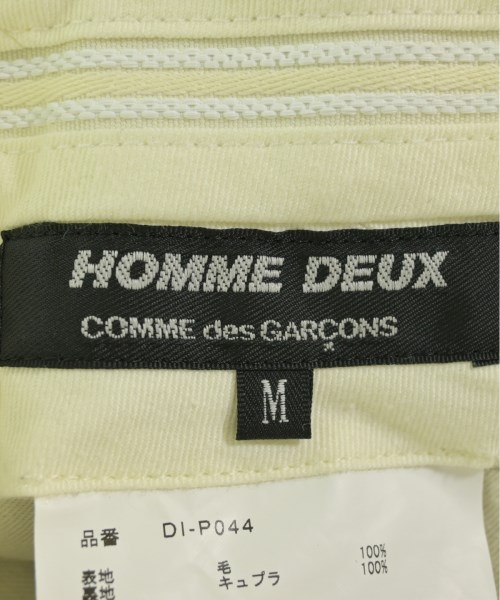 HOMME DEUX
COMME des GARÇONS
M
品番 DI-P044
表地 毛 100%
裏地 キュプラ 100%